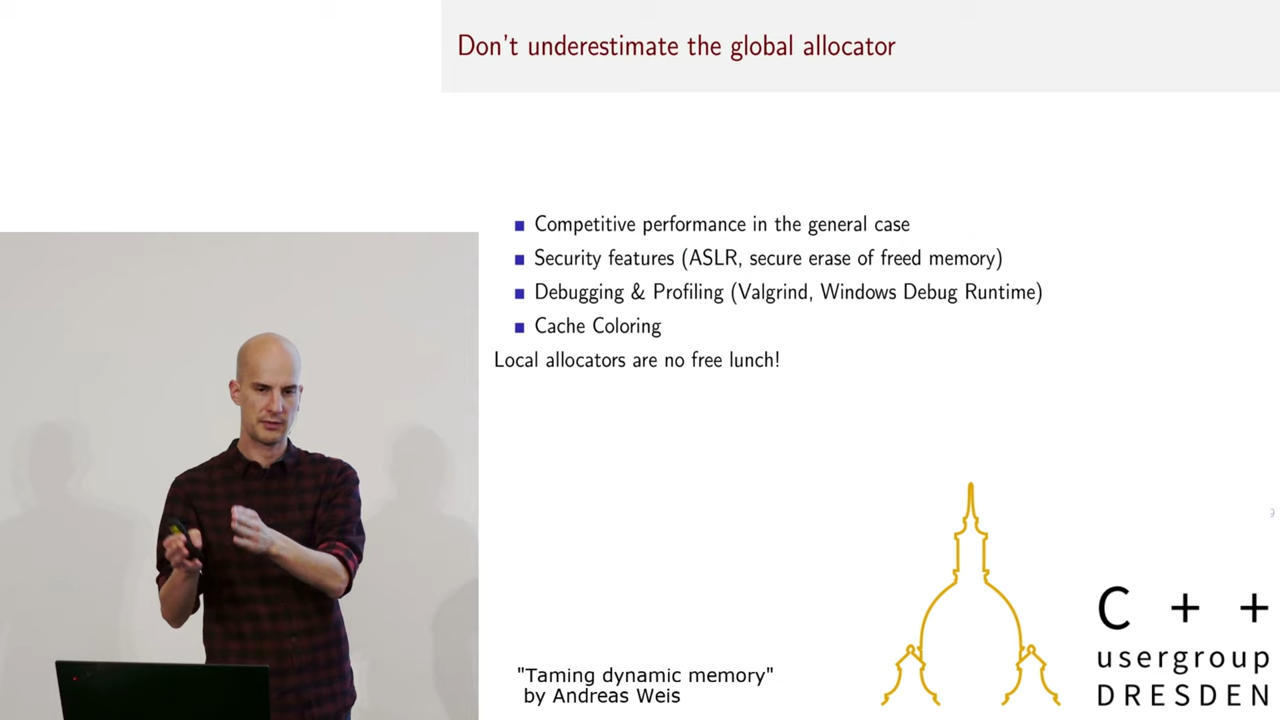 Don't underestimate the global allocator
Competitive performance in the general case
Security features (ASLR, secure erase of freed memory)
Debugging & Profiling (Valgrind, Windows Debug Runtime)
Cache Coloring
Local allocators are no free lunch!
9
"Taming dynamic memory"
by Andreas Weis
C + +
usergroup
DRESDEN